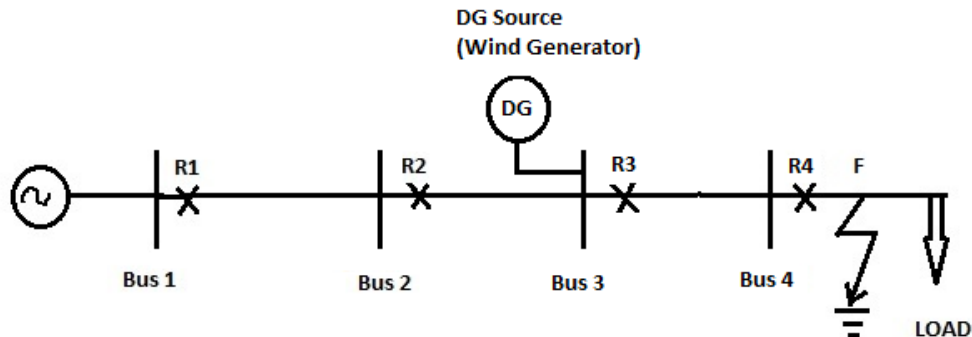 DG Source
(Wind Generator)
DG
R1
R2
R3
R4
F
Bus 1
Bus 2
Bus 3
Bus 4
LOAD